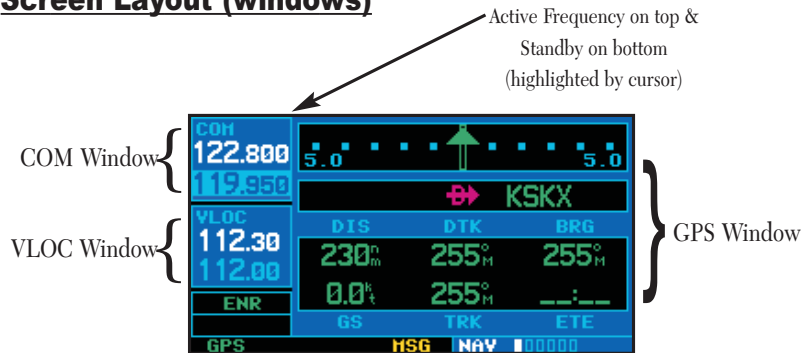 Screen Layout (windows)
Active Frequency on top &
Standby on bottom
(highlighted by cursor)
COM Window
VLOC Window
GPS Window
COM
122.800
119.950
VLOC
112.30
112.00
ENR
GPS
5.0 5.0
D KSKX
DIS DTK BRG
230nm 255°M 255°M
0.0kt 255°M __:__
GS TRK ETE
MSG NAV